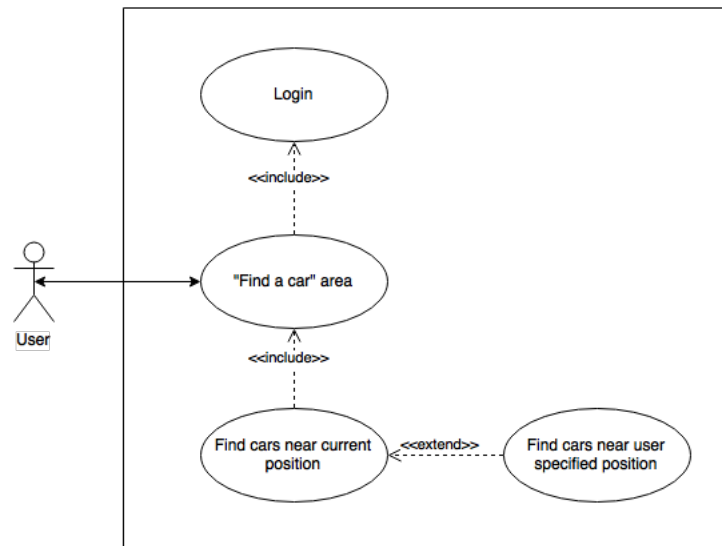 Login
<<include>>
"Find a car" area
User
<<include>>
Find cars near current
position
<<extend>>
Find cars near user
specified position